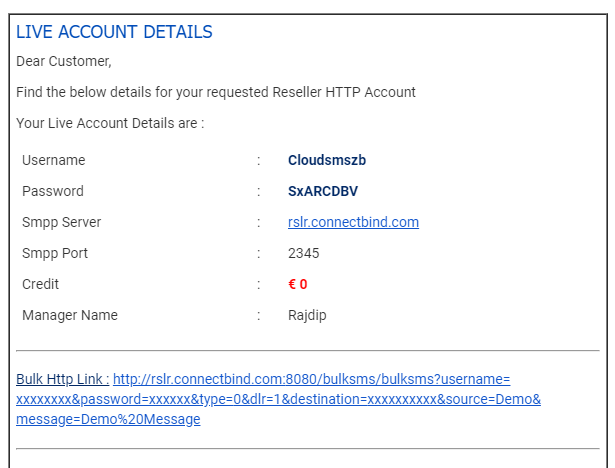 LIVE ACCOUNT DETAILS
Dear Customer,
Find the below details for your requested Reseller HTTP Account
Your Live Account Details are :
Username : Cloudsmszb
Password : SxARCDBV
Smpp Server : rslr.connectbind.com
Smpp Port : 2345
Credit : € 0
Manager Name : Rajdip
Bulk Http Link : http://rslr.connectbind.com:8080/bulksms/bulksms?username=
xxxxxxxx&password=xxxxxx&type=0&dlr=1&destination=xxxxxxxxxx&source=Demo&
message=Demo%20Message